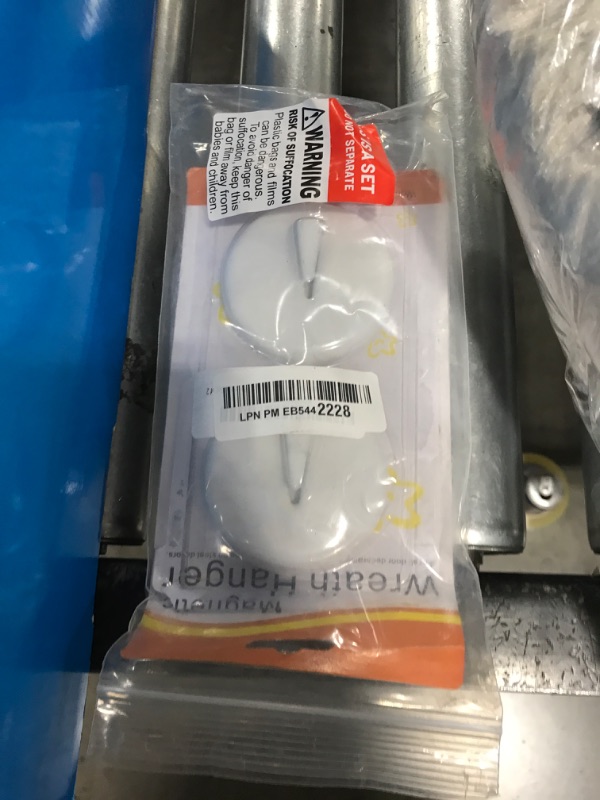 WARNING
RISK OF SUFFOCATION
Plastic bags and films
can be dangerous.
To avoid danger of
suffocation, keep this
bag or film away from
babies and children.
SA SET
NOT SEPARATE
LPN PM EB5442228
Magnetic
Wreath Hanger